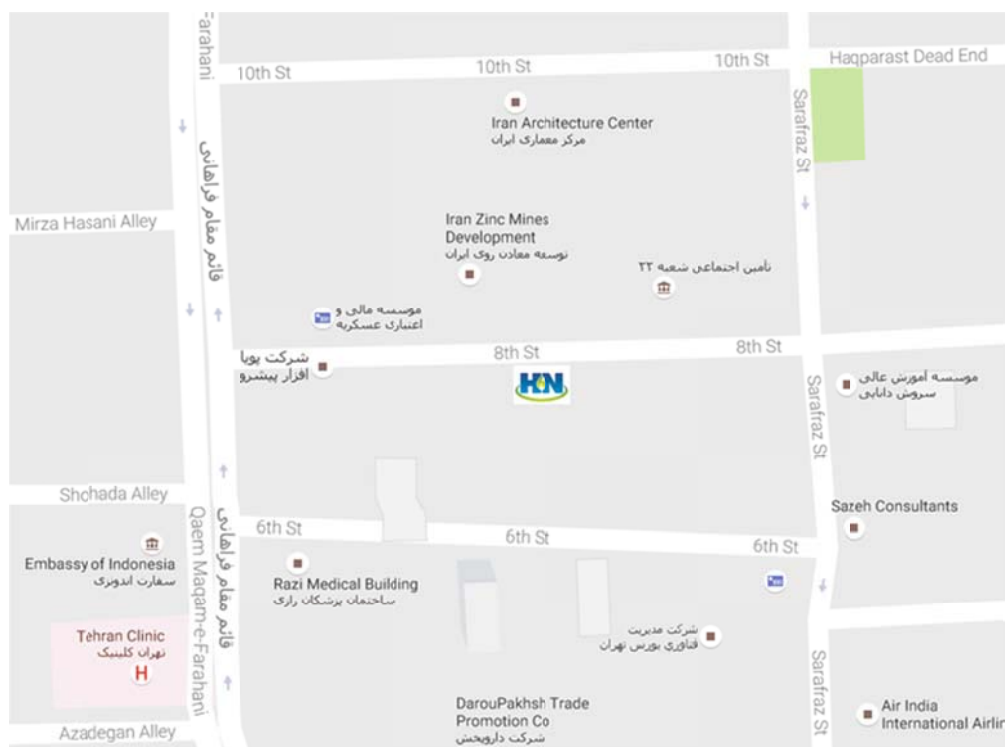 Farahani
10th St
10th St
10th St
Haqparast Dead End
Sarafraz St
Iran Architecture Center
مرکز معماری ایران
قائم مقام فراهانی
Mirza Hasani Alley
Iran Zinc Mines
Development
توسعه معادن روی ایران
تأمین اجتماعی شعبه ۲۲
موسسه مالی و
اعتباری عسکریه
8th St
8th St
شرکت پویا
افزار پیشرو
HN
موسسه آموزش عالی
سروش دانایی
Sarafraz St
Shohada Alley
Sazeh Consultants
قائم مقام فراهانی
Qaem Maqam-e-Farahani
6th St
6th St
6th St
Embassy of Indonesia
سفارت اندونزی
Razi Medical Building
ساختمان پزشکان رازی
Tehran Clinic
تهران کلینیک
H
شرکت مدیریت
فناوری بورس تهران
Sarafraz St
DarouPakhsh Trade
Promotion Co
شرکت داروپخش
Air India
International Airlin
Azadegan Alley